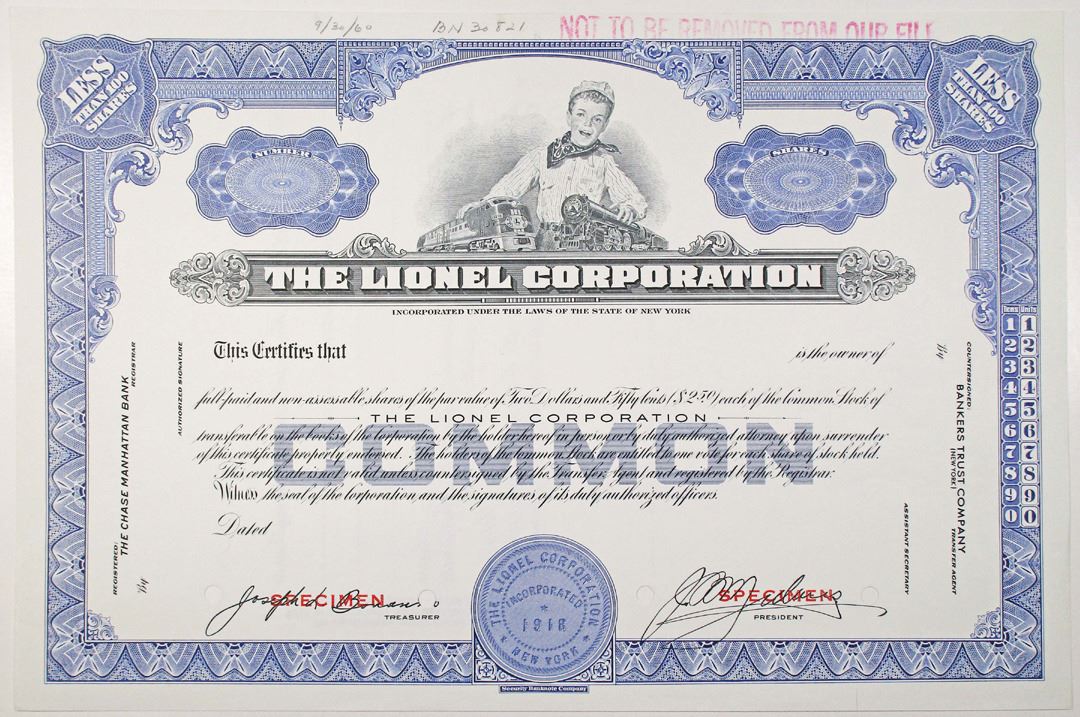 9/30/60 BN 30821 NOT TO BE REMOVED FROM OUR FILE
LESS
THAN 100
SHARES
LESS
THAN 100
SHARES
NUMBER
SHARES
THE LIONEL CORPORATION
INCORPORATED UNDER THE LAWS OF THE STATE OF NEW YORK
This Certifies that is the owner of
full-paid and non-assessable shares of the par value of Two Dollars and Fifty Cents ($2.50) each of the Common Stock of
THE LIONEL CORPORATION
COMMON
transferable on the books of the Corporation by the holder hereof in person or by duly authorized attorney upon surrender
of this certificate properly endorsed. The holders of the Common Stock are entitled to one vote for each share of stock held.
This certificate is not valid unless countersigned by the Transfer Agent and registered by the Registrar.
Witness the seal of the Corporation and the signatures of its duly authorized officers.
Dated
REGISTERED:
THE CHASE MANHATTAN BANK
REGISTRAR
By
AUTHORIZED SIGNATURE
COUNTERSIGNED:
BANKERS TRUST COMPANY
(NEW YORK)
TRANSFER AGENT
By
ASSISTANT SECRETARY
Tens Units
1 1
2 2
3 3
4 4
5 5
6 6
7 7
8 8
9 9
0 0
Joseph
SPECIMEN
TREASURER
SPECIMEN
PRESIDENT
THE LIONEL CORPORATION
INCORPORATED
1918
NEW YORK
Security Banknote Company